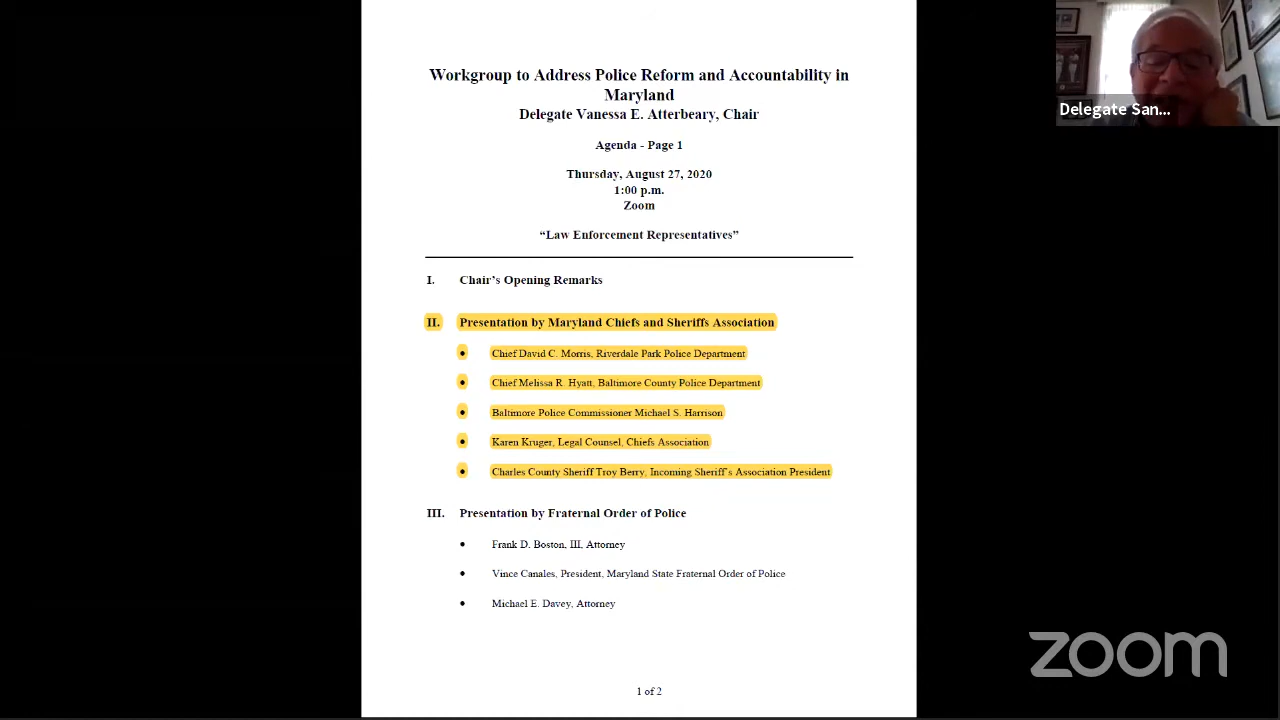 Workgroup to Address Police Reform and Accountability in
Maryland
Delegate Vanessa E. Atterbeary, Chair
Agenda - Page 1
Thursday, August 27, 2020
1:00 p.m.
Zoom
“Law Enforcement Representatives”
I. Chair’s Opening Remarks
II. Presentation by Maryland Chiefs and Sheriffs Association
• Chief David C. Morris, Riverdale Park Police Department
• Chief Melissa R. Hyatt, Baltimore County Police Department
• Baltimore Police Commissioner Michael S. Harrison
• Karen Kruger, Legal Counsel, Chiefs Association
• Charles County Sheriff Troy Berry, Incoming Sheriff’s Association President
III. Presentation by Fraternal Order of Police
• Frank D. Boston, III, Attorney
• Vince Canales, President, Maryland State Fraternal Order of Police
• Michael E. Davey, Attorney
1 of 2
Delegate San...
zoom